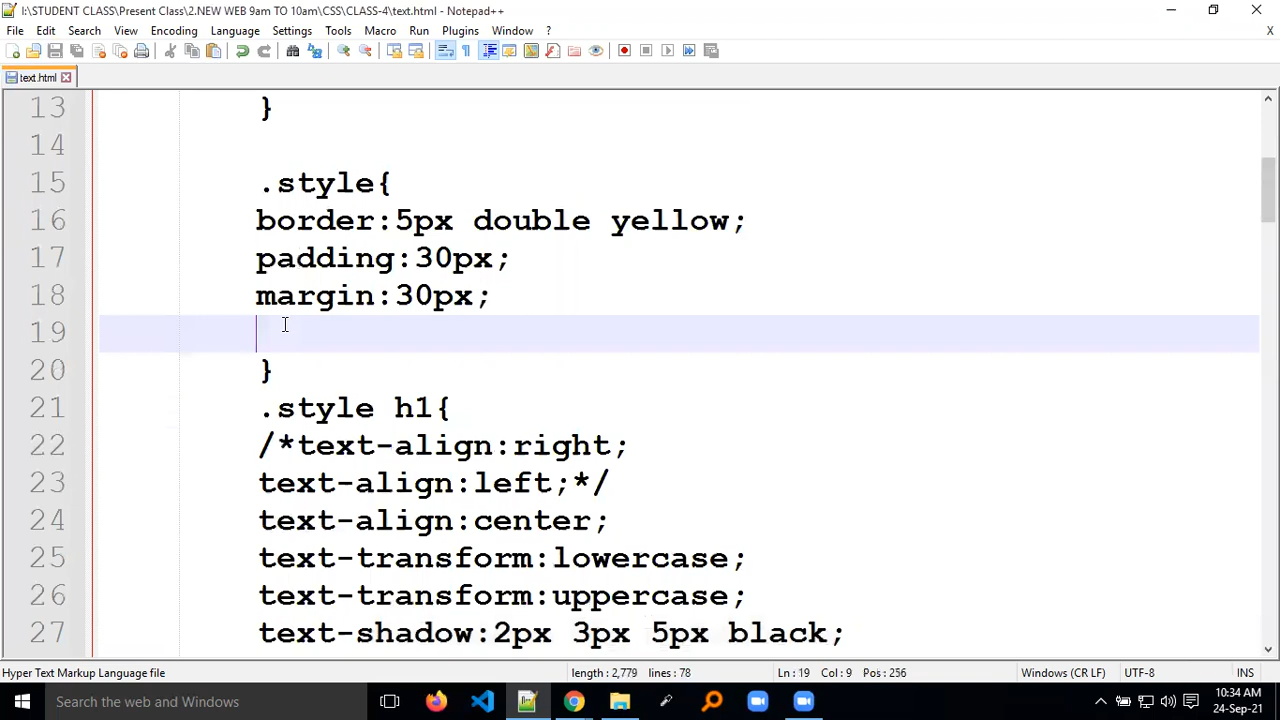 I:\STUDENT CLASS\Present Class\2.NEW WEB 9am TO 10am\CSS\CLASS-4\text.html - Notepad++
File Edit Search View Encoding Language Settings Tools Macro Run Plugins Window ? X
text.html
13 }
14
15 .style{
16 border:5px double yellow;
17 padding:30px;
18 margin:30px;
19
20 }
21 .style h1{
22 /*text-align:right;
23 text-align:left;*/
24 text-align:center;
25 text-transform:lowercase;
26 text-transform:uppercase;
27 text-shadow:2px 3px 5px black;
Hyper Text Markup Language file length : 2,779 lines : 78 Ln : 19 Col : 9 Pos : 256 Windows (CR LF) UTF-8 INS
Search the web and Windows
10:34 AM
24-Sep-21